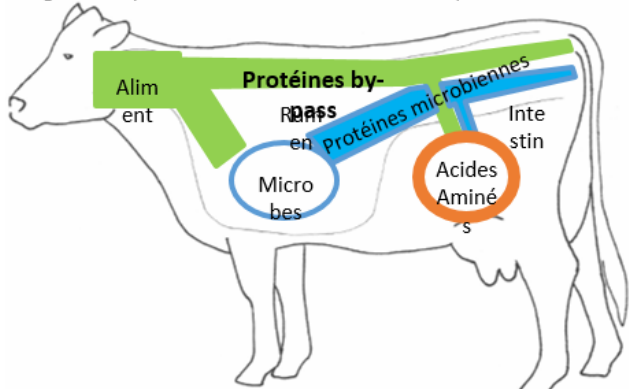 Alim
ent
Protéines by-
pass
Rum
en
Protéines microbiennes
Micro
bes
Inte
stin
Acides
Aminé
s